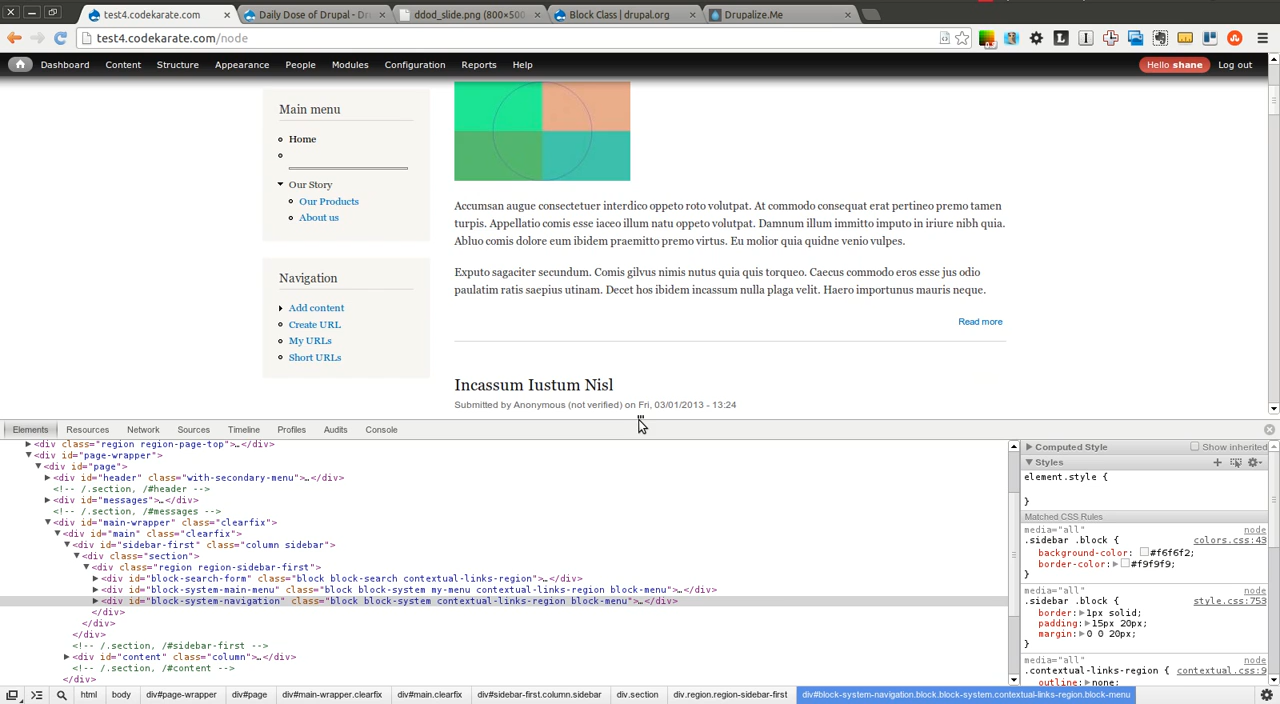 test4.codekarate.com
Daily Dose of Drupal - Dr
ddod_slide.png (800×500
Block Class | drupal.org
Drupalize.Me
test4.codekarate.com/node
Dashboard Content Structure Appearance People Modules Configuration Reports Help Hello shane Log out
Main menu
Home
Our Story
Our Products
About us
Navigation
Add content
Create URL
My URLs
Short URLs
Accumsan augue consectetuer interdico oppeto roto volutpat. At commodo consequat erat pertineo premo tamen
turpis. Appellatio comis esse iaceo illum natu oppeto volutpat. Damnum illum immitto imputo in iriure nibh quia.
Abluo comis dolore eum ibidem praemitto premo virtus. Eu molior quia quidne venio vulpes.
Exputo sagaciter secundum. Comis gilvus nimis nutus quia quis torqueo. Caecus commodo eros esse jus odio
paulatim ratis saepius utinam. Decet hos ibidem incassum nulla plaga velit. Haero importunus mauris neque.
Read more
Incassum Iustum Nisl
Submitted by Anonymous (not verified) on Fri, 03/01/2013 - 13:24
Elements Resources Network Sources Timeline Profiles Audits Console
<div class="region region-page-top">…</div>
<div id="page-wrapper">
<div id="page">
<div id="header" class="with-secondary-menu">…</div>
<!-- /.section, /#header -->
<div id="messages">…</div>
<!-- /.section, /#messages -->
<div id="main-wrapper" class="clearfix">
<div id="main" class="clearfix">
<div id="sidebar-first" class="column sidebar">
<div class="section">
<div class="region region-sidebar-first">
<div id="block-search-form" class="block block-search contextual-links-region">…</div>
<div id="block-system-main-menu" class="block block-system my-menu contextual-links-region block-menu">…</div>
<div id="block-system-navigation" class="block block-system contextual-links-region block-menu">…</div>
</div>
</div>
</div>
<!-- /.section, /#sidebar-first -->
<div id="content" class="column">…</div>
<!-- /.section, /#content -->
</div>
Computed Style Show inherited
Styles
element.style {
}
Matched CSS Rules
media="all" node
.sidebar .block { colors.css:43
background-color: #f6f6f2;
border-color: #f9f9f9;
}
media="all" node
.sidebar .block { style.css:753
border: 1px solid;
padding: 15px 20px;
margin: 0 0 20px;
}
media="all" node
.contextual-links-region { contextual.css:9
outline: none;
html body div#page-wrapper div#page div#main-wrapper.clearfix div#main.clearfix div#sidebar-first.column.sidebar div.section div.region.region-sidebar-first div#block-system-navigation.block.block-system.contextual-links-region.block-menu